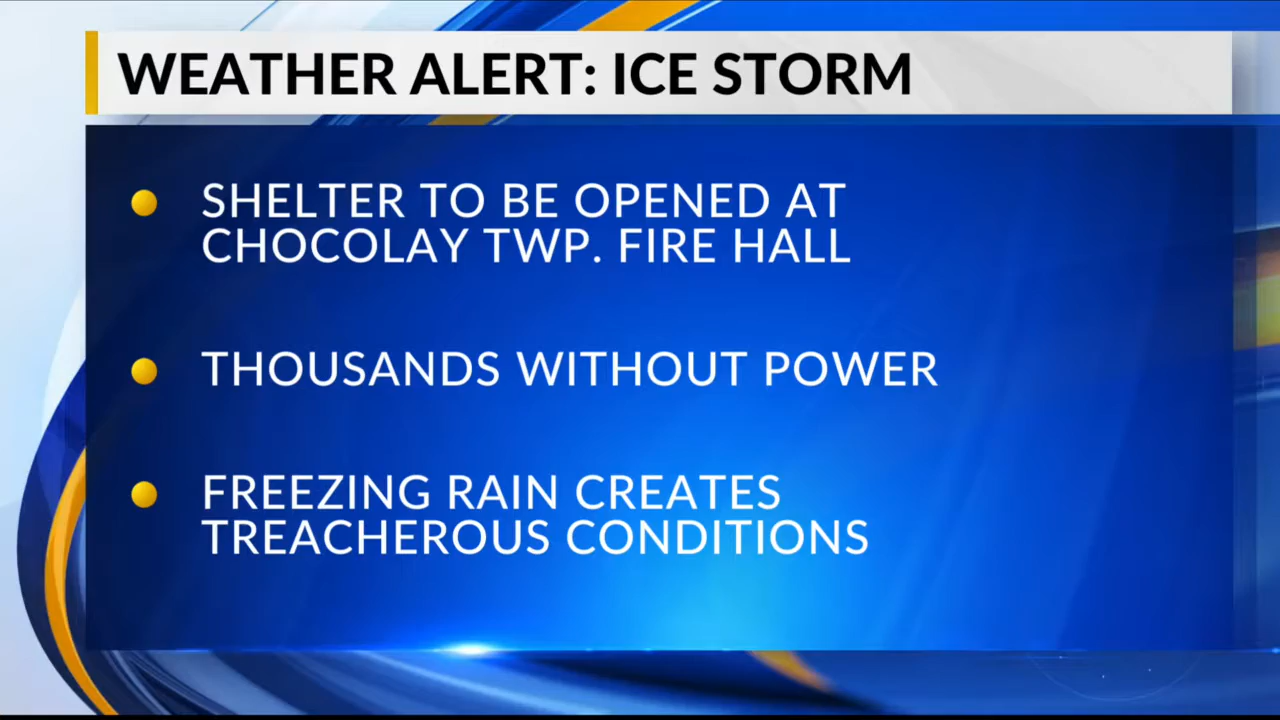 WEATHER ALERT: ICE STORM
SHELTER TO BE OPENED AT
CHOCOLAY TWP. FIRE HALL
THOUSANDS WITHOUT POWER
FREEZING RAIN CREATES
TREACHEROUS CONDITIONS